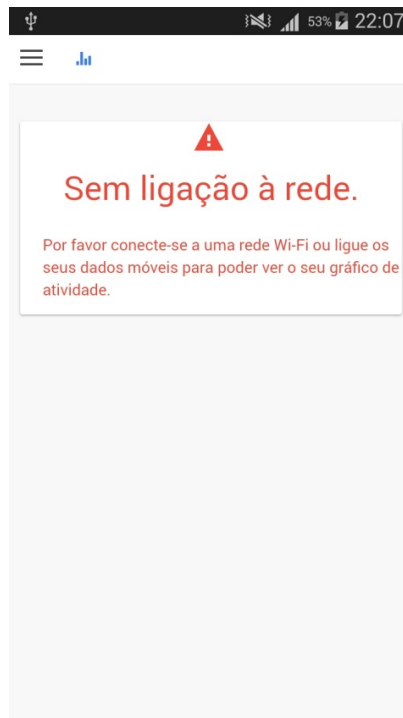 53% 22:07
Sem ligação à rede.
Por favor conecte-se a uma rede Wi-Fi ou ligue os
seus dados móveis para poder ver o seu gráfico de
atividade.